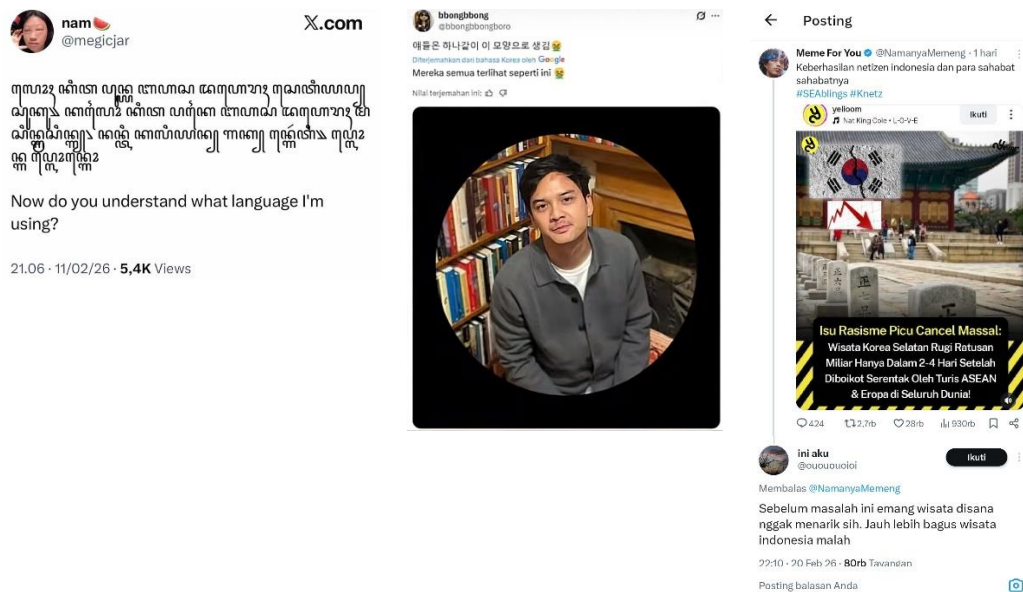 nam🍉
@megicjar
X.com
Now do you understand what language I'm
using?
21.06 · 11/02/26 · 5,4K Views
bbongbbong
@bbongbbongboro
얘들은 하나같이 이 모양으로 생김😭
Diterjemahkan dari bahasa Korea oleh Google
Mereka semua terlihat seperti ini 😭
Nilai terjemahan ini:
Posting
Meme For You @NamanyaMemeng · 1 hari
Keberhasilan netizen indonesia dan para sahabat
sahabatnya
#SEAblings #Knetz
yelioom
Nat King Cole • L-O-V-E
Ikuti
Isu Rasisme Picu Cancel Massal:
Wisata Korea Selatan Rugi Ratusan
Miliar Hanya Dalam 2-4 Hari Setelah
Diboikot Serentak Oleh Turis ASEAN
& Eropa di Seluruh Dunia!
424 2,7rb 28rb 930rb
ini aku
Ikuti
Membalas @NamanyaMemeng
Sebelum masalah ini emang wisata disana
nggak menarik sih. Jauh lebih bagus wisata
indonesia malah
22:10 · 20 Feb 26 · 80rb Tayangan
Posting balasan Anda